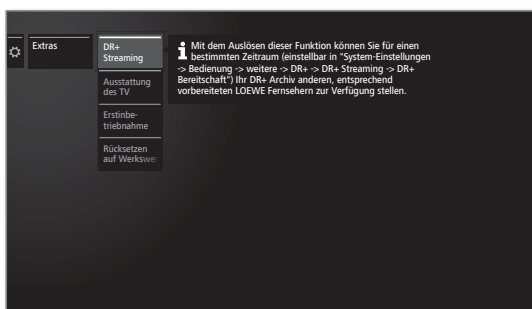 Extras
DR+
Streaming
Ausstattung
des TV
Erstinbe-
triebnahme
Rücksetzen
auf Werkswer
i Mit dem Auslösen dieser Funktion können Sie für einen
bestimmten Zeitraum (einstellbar in "System-Einstellungen
-> Bedienung -> weitere -> DR+ -> DR+ Streaming -> DR+
Bereitschaft") Ihr DR+ Archiv anderen, entsprechend
vorbereiteten LOEWE Fernsehern zur Verfügung stellen.